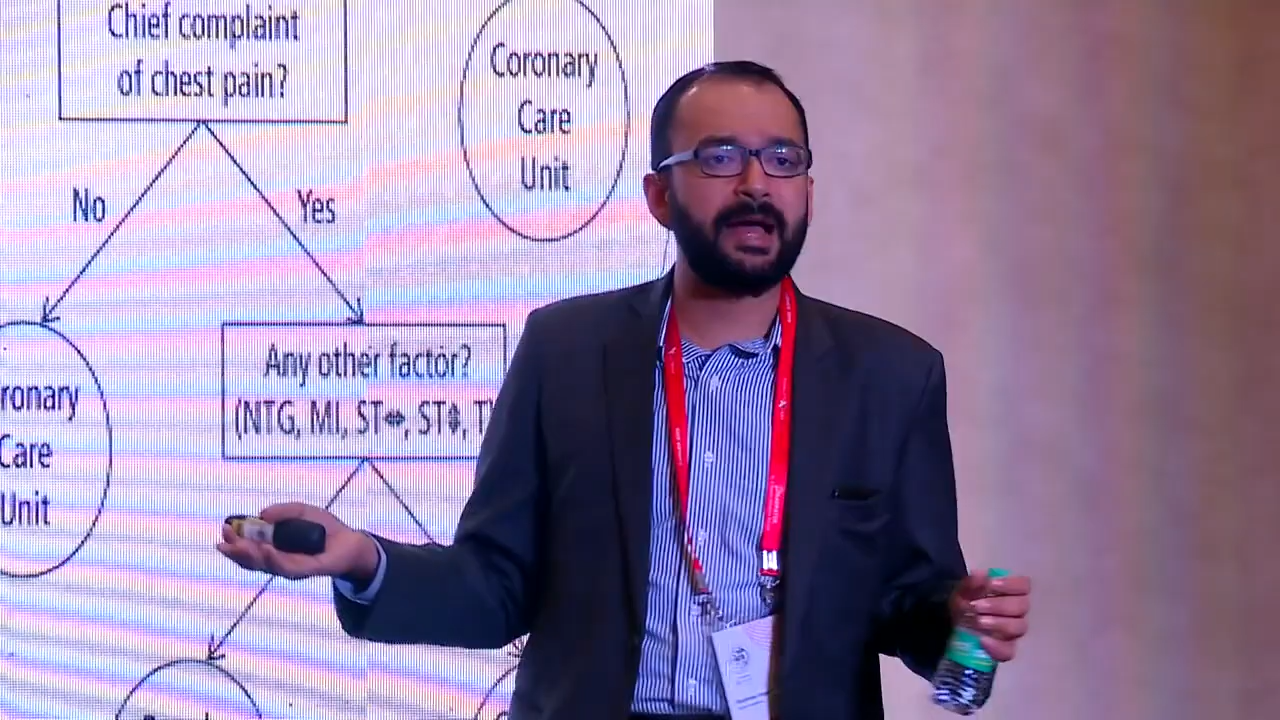 Chief complaint
of chest pain?
Coronary
Care
Unit
No
Yes
Any other factor?
(NTG, MI, ST⇔, ST⇕, T
ronary
Care
Unit